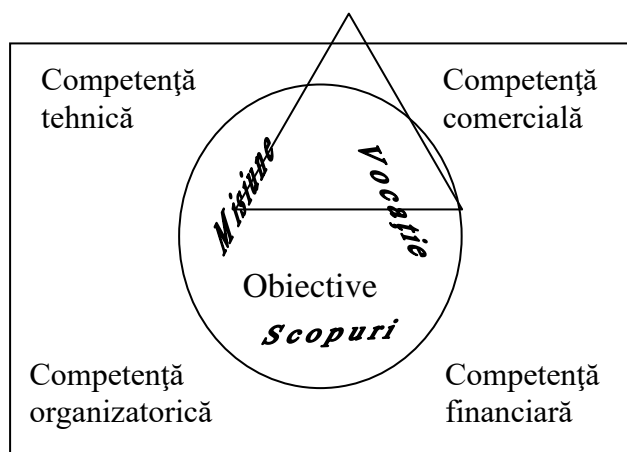 Competenţă
tehnică
Competenţă
comercială
Misiune
Vocaţie
Obiective
Scopuri
Competenţă
organizatorică
Competenţă
financiară